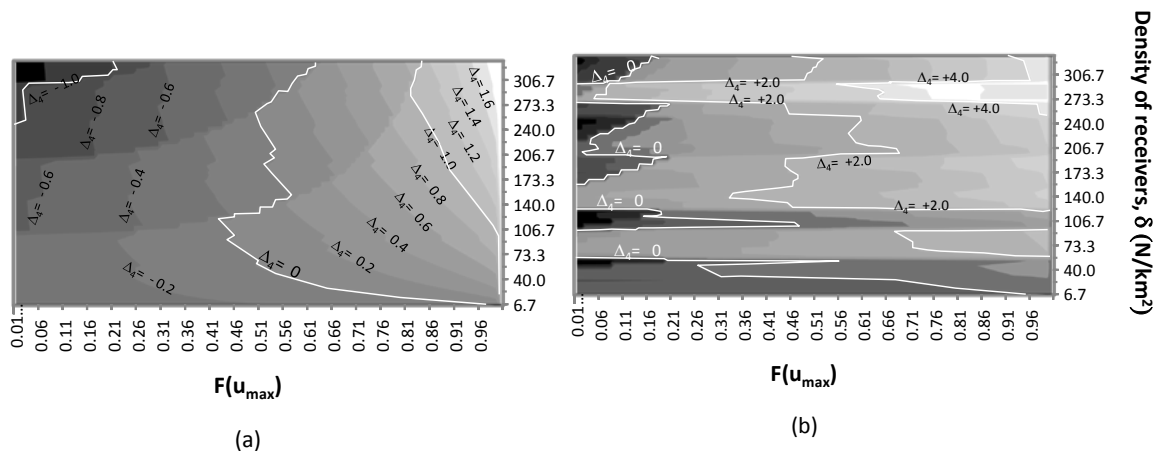 Δ₄= - 1.0
Δ₄= - 0.8
Δ₄= - 0.6
Δ₄= - 0.6
Δ₄= - 0.4
Δ₄= - 0.2
Δ₄= 0
Δ₄= 0.2
Δ₄= 0.4
Δ₄= 0.6
Δ₄= 0.8
Δ₄= 1.0
Δ₄= 1.2
Δ₄= 1.4
Δ₄= 1.6
306.7
273.3
240.0
206.7
173.3
140.0
106.7
73.3
40.0
6.7
0.01 0.06 0.11 0.16 0.21 0.26 0.31 0.36 0.41 0.46 0.51 0.56 0.61 0.66 0.71 0.76 0.81 0.86 0.91 0.96
F(uₘₐₓ)
(a)
Δ₄= 0
Δ₄= +2.0
Δ₄= +4.0
Δ₄= +2.0
Δ₄= +4.0
Δ₄= 0
Δ₄= +2.0
Δ₄= 0
Δ₄= +2.0
Δ₄= 0
306.7
273.3
240.0
206.7
173.3
140.0
106.7
73.3
40.0
6.7
0.01 0.06 0.11 0.16 0.21 0.26 0.31 0.36 0.41 0.46 0.51 0.56 0.61 0.66 0.71 0.76 0.81 0.86 0.91 0.96
F(uₘₐₓ)
(b)
Density of receivers, δ (N/km²)